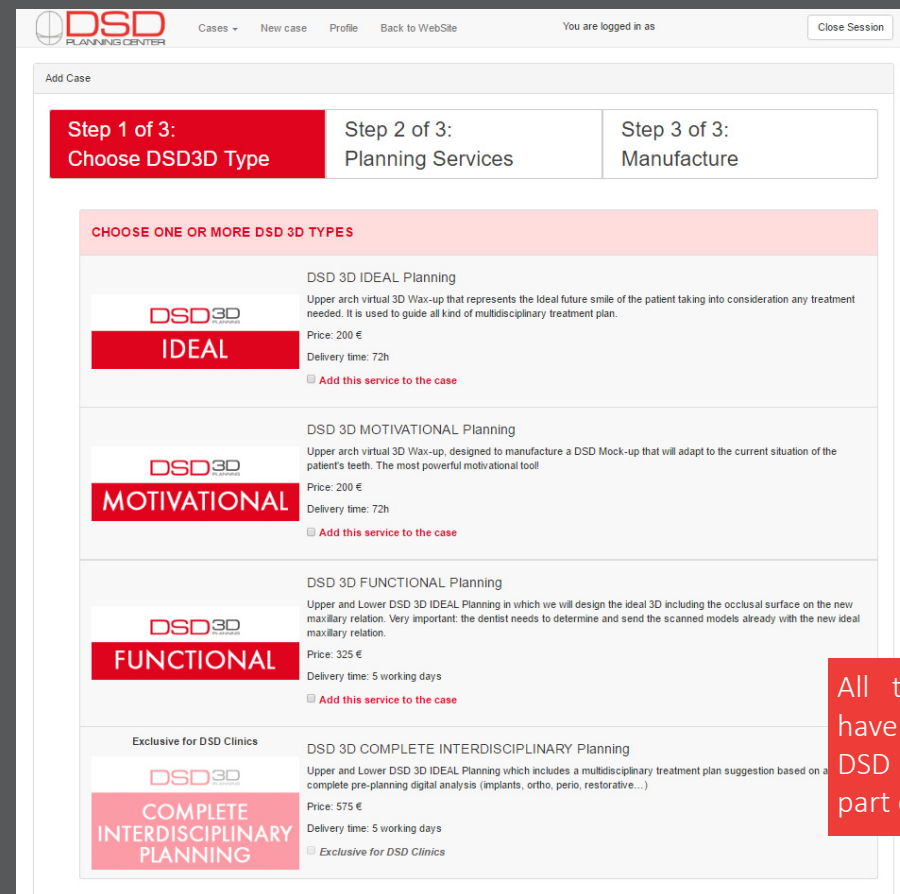 DSD
PLANNING CENTER
Cases
New case
Profile
Back to WebSite
You are logged in as
Close Session
Add Case
Step 1 of 3:
Choose DSD3D Type
Step 2 of 3:
Planning Services
Step 3 of 3:
Manufacture
CHOOSE ONE OR MORE DSD 3D TYPES
DSD 3D PLANNING
IDEAL
DSD 3D IDEAL Planning
Upper arch virtual 3D Wax-up that represents the Ideal future smile of the patient taking into consideration any treatment
needed. It is used to guide all kind of multidisciplinary treatment plan.
Price: 200 €
Delivery time: 72h
Add this service to the case
DSD 3D PLANNING
MOTIVATIONAL
DSD 3D MOTIVATIONAL Planning
Upper arch virtual 3D Wax-up, designed to manufacture a DSD Mock-up that will adapt to the current situation of the
patient's teeth. The most powerful motivational tool!
Price: 200 €
Delivery time: 72h
Add this service to the case
DSD 3D PLANNING
FUNCTIONAL
DSD 3D FUNCTIONAL Planning
Upper and Lower DSD 3D IDEAL Planning in which we will design the ideal 3D including the occlusal surface on the new
maxillary relation. Very important: the dentist needs to determine and send the scanned models already with the new ideal
maxillary relation.
Price: 325 €
Delivery time: 5 working days
Add this service to the case
Exclusive for DSD Clinics
DSD 3D PLANNING
COMPLETE
INTERDISCIPLINARY
PLANNING
DSD 3D COMPLETE INTERDISCIPLINARY Planning
Upper and Lower DSD 3D IDEAL Planning which includes a multidisciplinary treatment plan suggestion based on a
complete pre-planning digital analysis (implants, ortho, perio, restorative…)
Price: 575 €
Delivery time: 5 working days
Exclusive for DSD Clinics
All
have
DSD
part